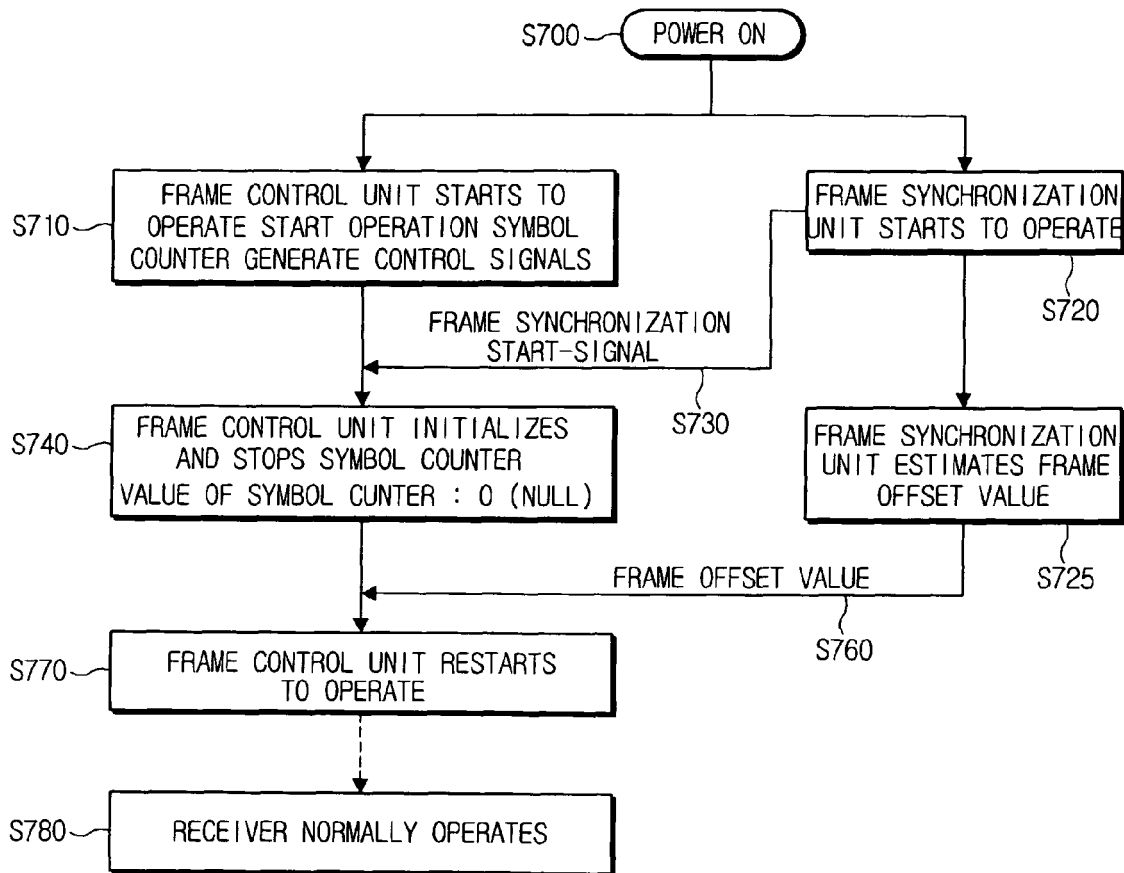 S700
POWER ON
S710
FRAME CONTROL UNIT STARTS TO
OPERATE START OPERATION SYMBOL
COUNTER GENERATE CONTROL SIGNALS
FRAME SYNCHRONIZATION
UNIT STARTS TO OPERATE
S720
FRAME SYNCHRONIZATION
START-SIGNAL
S730
S740
FRAME CONTROL UNIT INITIALIZES
AND STOPS SYMBOL COUNTER
VALUE OF SYMBOL CUNTER : 0 (NULL)
FRAME SYNCHRONIZATION
UNIT ESTIMATES FRAME
OFFSET VALUE
S725
FRAME OFFSET VALUE
S760
S770
FRAME CONTROL UNIT RESTARTS
TO OPERATE
S780
RECEIVER NORMALLY OPERATES